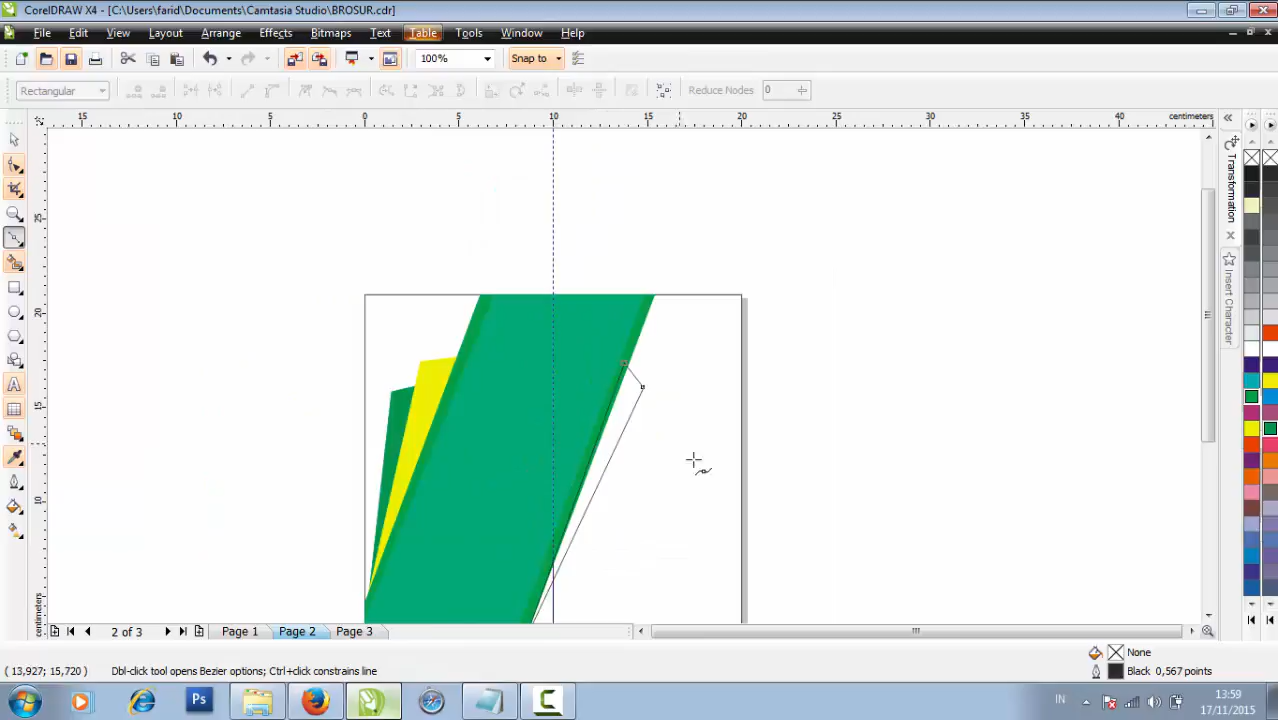 CorelDRAW X4 - [C:\Users\farid\Documents\Camtasia Studio\BROSUR.cdr]
File Edit View Layout Arrange Effects Bitmaps Text Table Tools Window Help
100% Snap to
Rectangular Reduce Nodes 0
15 10 5 0 5 10 15 20 25 30 35 40 centimeters
25
20
15
10
centimeters
Transformation
Insert Character
2 of 3 Page 1 Page 2 Page 3
( 13,927; 15,720 ) Dbl-click tool opens Bezier options; Ctrl+click constrains line
None
Black 0,567 points
Ps C IN 13:59
17/11/2015